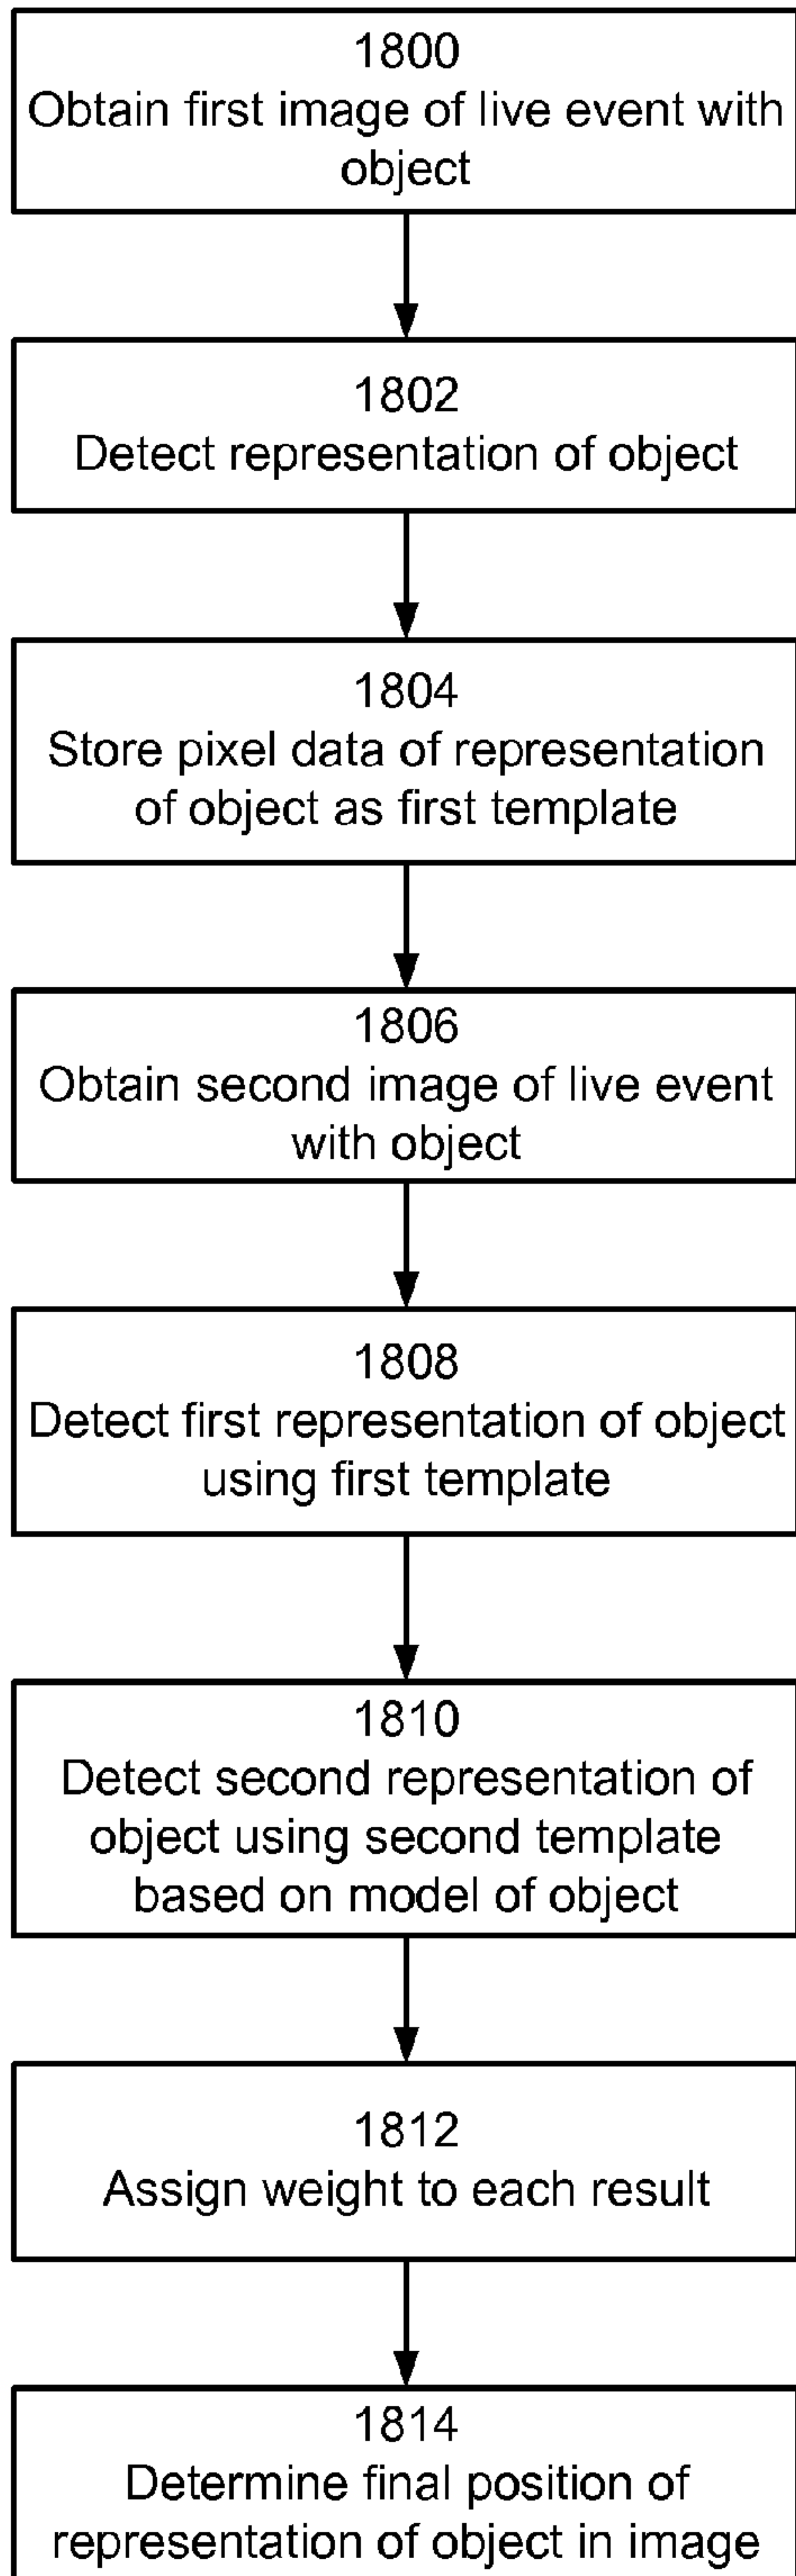 1800
Obtain first image of live event with
object
1802
Detect representation of object
1804
Store pixel data of representation
of object as first template
1806
Obtain second image of live event
with object
1808
Detect first representation of object
using first template
1810
Detect second representation of
object using second template
based on model of object
1812
Assign weight to each result
1814
Determine final position of
representation of object in image